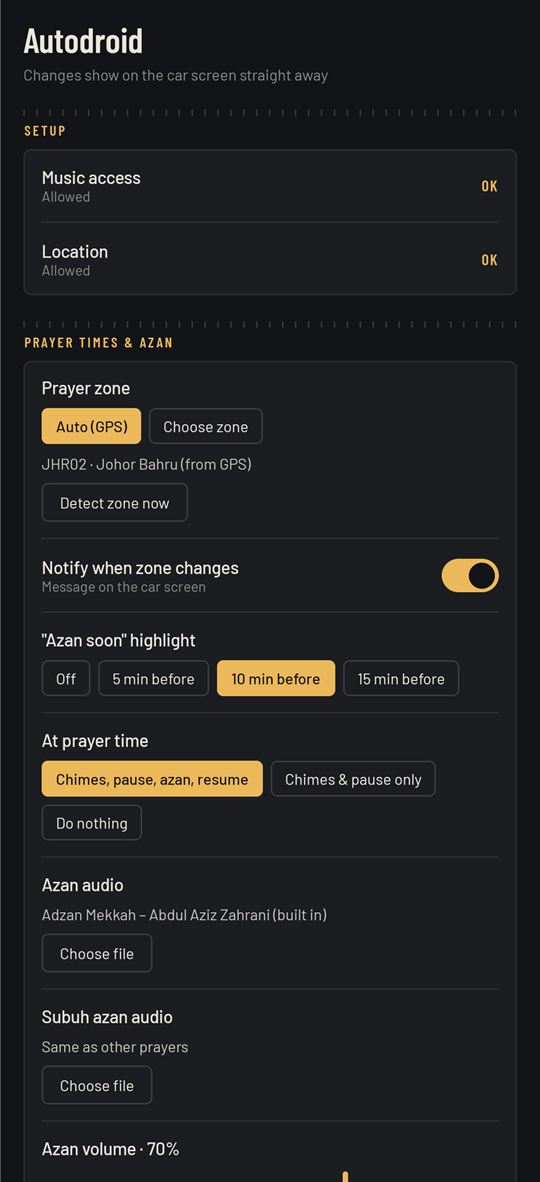 Autodroid
Changes show on the car screen straight away
SETUP
Music access
Allowed
OK
Location
Allowed
OK
PRAYER TIMES & AZAN
Prayer zone
Auto (GPS)
Choose zone
JHR02 · Johor Bahru (from GPS)
Detect zone now
Notify when zone changes
Message on the car screen
"Azan soon" highlight
Off
5 min before
10 min before
15 min before
At prayer time
Chimes, pause, azan, resume
Chimes & pause only
Do nothing
Azan audio
Adzan Mekkah – Abdul Aziz Zahrani (built in)
Choose file
Subuh azan audio
Same as other prayers
Choose file
Azan volume · 70%